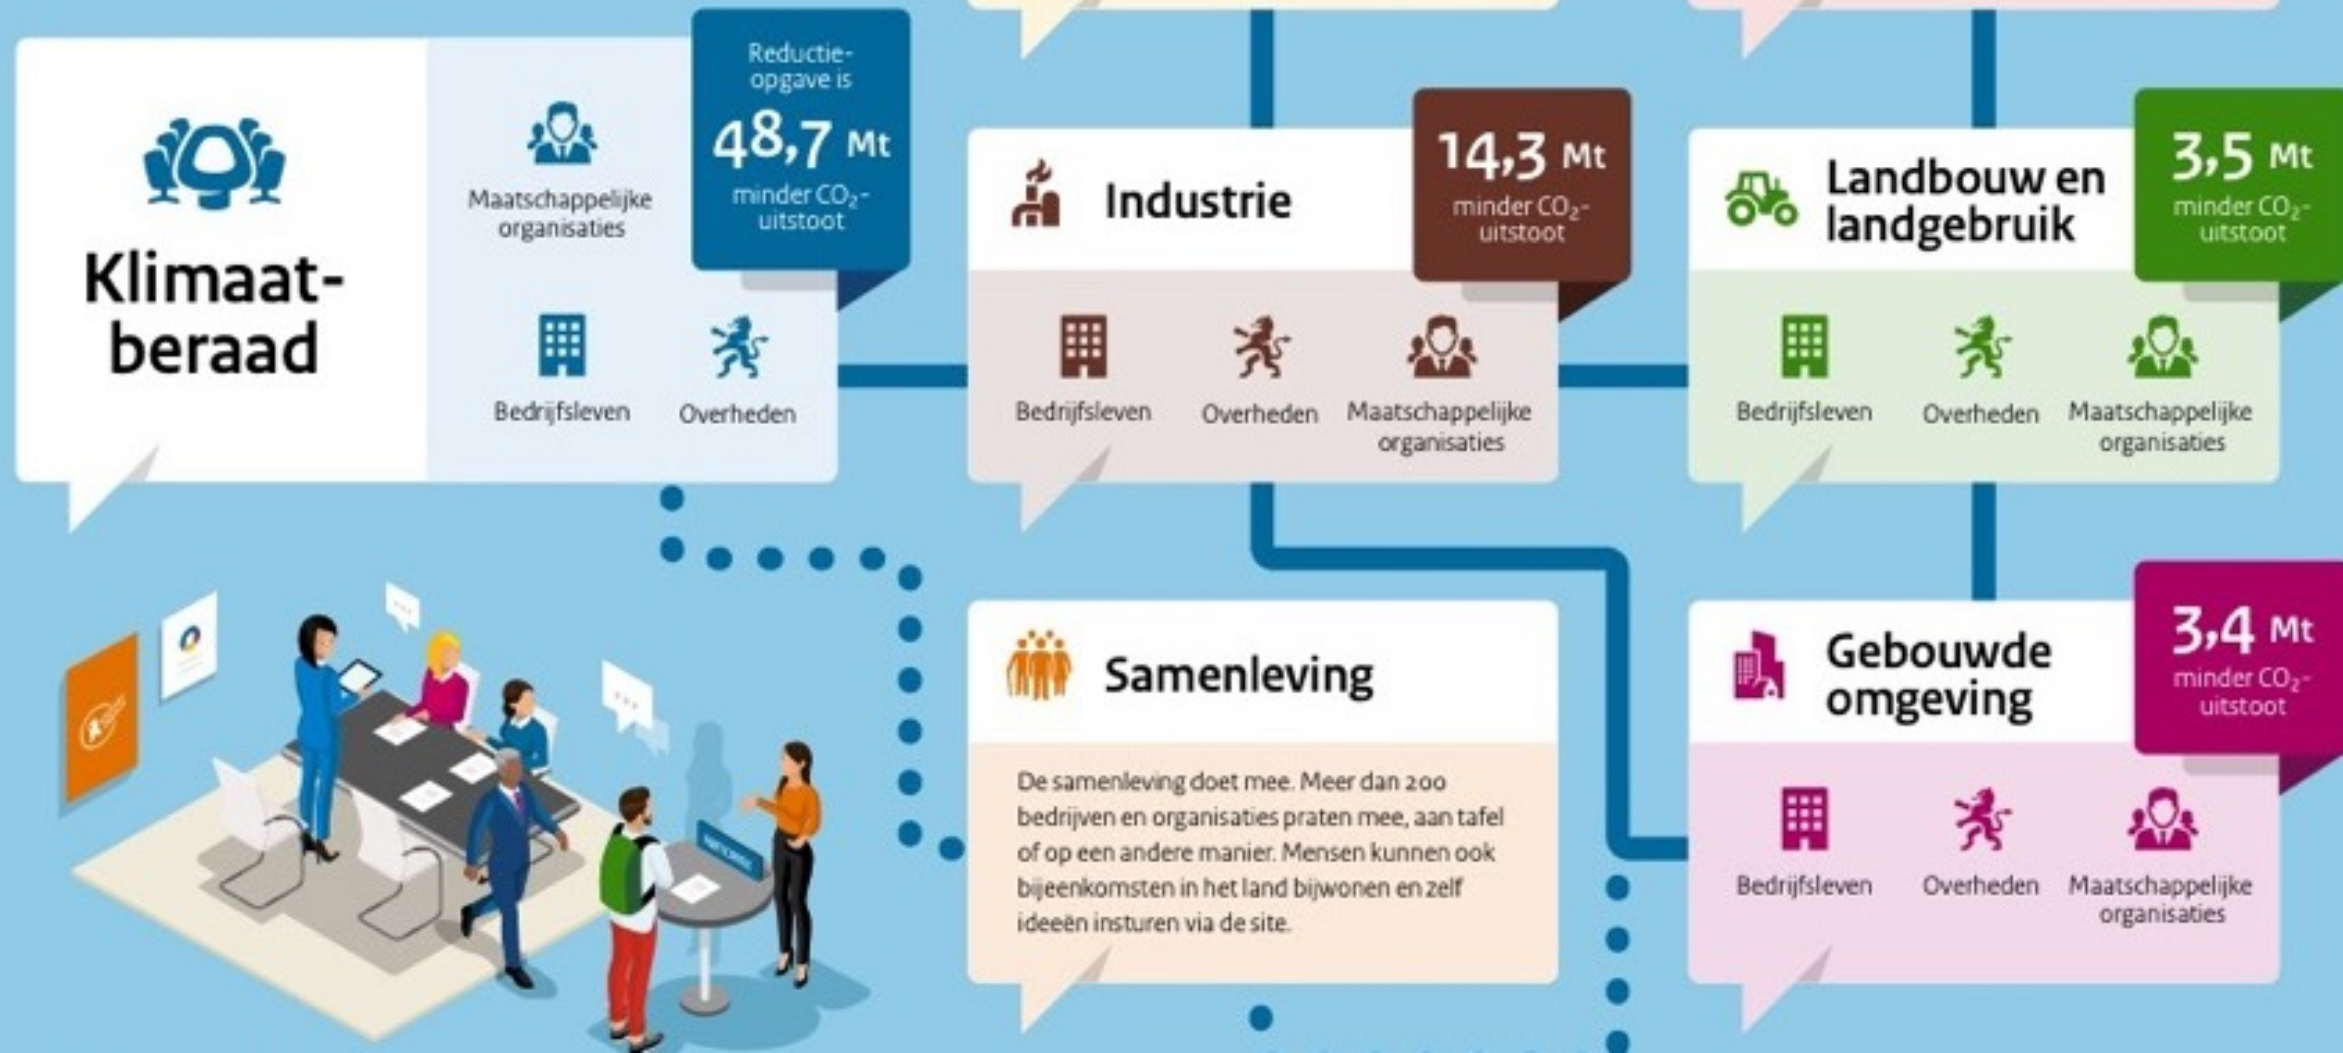 Klimaat-
beraad
Maatschappelijke
organisaties
Bedrijfsleven
Overheden
Reductie-
opgave is
48,7 Mt
minder CO₂-
uitstoot
Industrie
14,3 Mt
minder CO₂-
uitstoot
Bedrijfsleven
Overheden
Maatschappelijke
organisaties
Landbouw en
landgebruik
3,5 Mt
minder CO₂-
uitstoot
Bedrijfsleven
Overheden
Maatschappelijke
organisaties
Samenleving
De samenleving doet mee. Meer dan 200
bedrijven en organisaties praten mee, aan tafel
of op een andere manier. Mensen kunnen ook
bijeenkomsten in het land bijwonen en zelf
ideeën insturen via de site.
Gebouwde
omgeving
3,4 Mt
minder CO₂-
uitstoot
Bedrijfsleven
Overheden
Maatschappelijke
organisaties